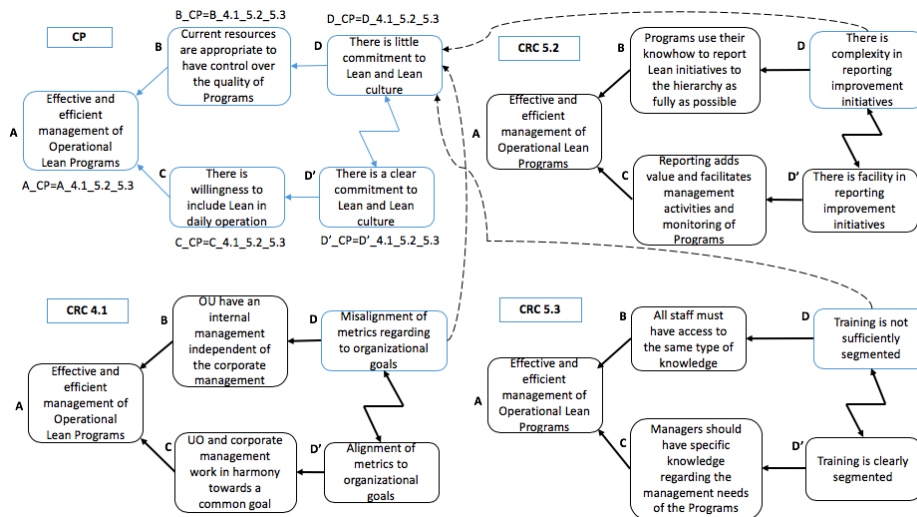 CP
B_CP=B_4.1_5.2_5.3
B
Current resources
are appropriate to
have control over
the quality of
Programs
D_CP=D_4.1_5.2_5.3
D
There is little
commitment to
Lean and Lean
culture
A
Effective and
efficient
management of
Operational
Lean Programs
A_CP=A_4.1_5.2_5.3
C
There is
willingness to
include Lean in
daily operation
C_CP=C_4.1_5.2_5.3
D'
There is a clear
commitment to
Lean and Lean
culture
D'_CP=D'_4.1_5.2_5.3
CRC 5.2
B
Programs use their
knowhow to report
Lean initiatives to
the hierarchy as
fully as possible
D
There is
complexity in
reporting
improvement
initiatives
A
Effective and
efficient
management of
Operational Lean
Programs
C
Reporting adds
value and facilitates
management
activities and
monitoring of
Programs
D'
There is facility in
reporting
improvement
initiatives
CRC 4.1
B
OU have an
internal
management
independent of
the corporate
management
D
Misalignment of
metrics regarding
to organizational
goals
A
Effective and
efficient
management of
Operational Lean
Programs
C
UO and corporate
management
work in harmony
towards a
common goal
D'
Alignment of
metrics to
organizational
goals
CRC 5.3
B
All staff must
have access to
the same type of
knowledge
D
Training is not
sufficiently
segmented
A
Effective and
efficient
management of
Operational Lean
Programs
C
Managers should
have specific
knowledge
regarding the
management needs
of the Programs
D'
Training is clearly
segmented